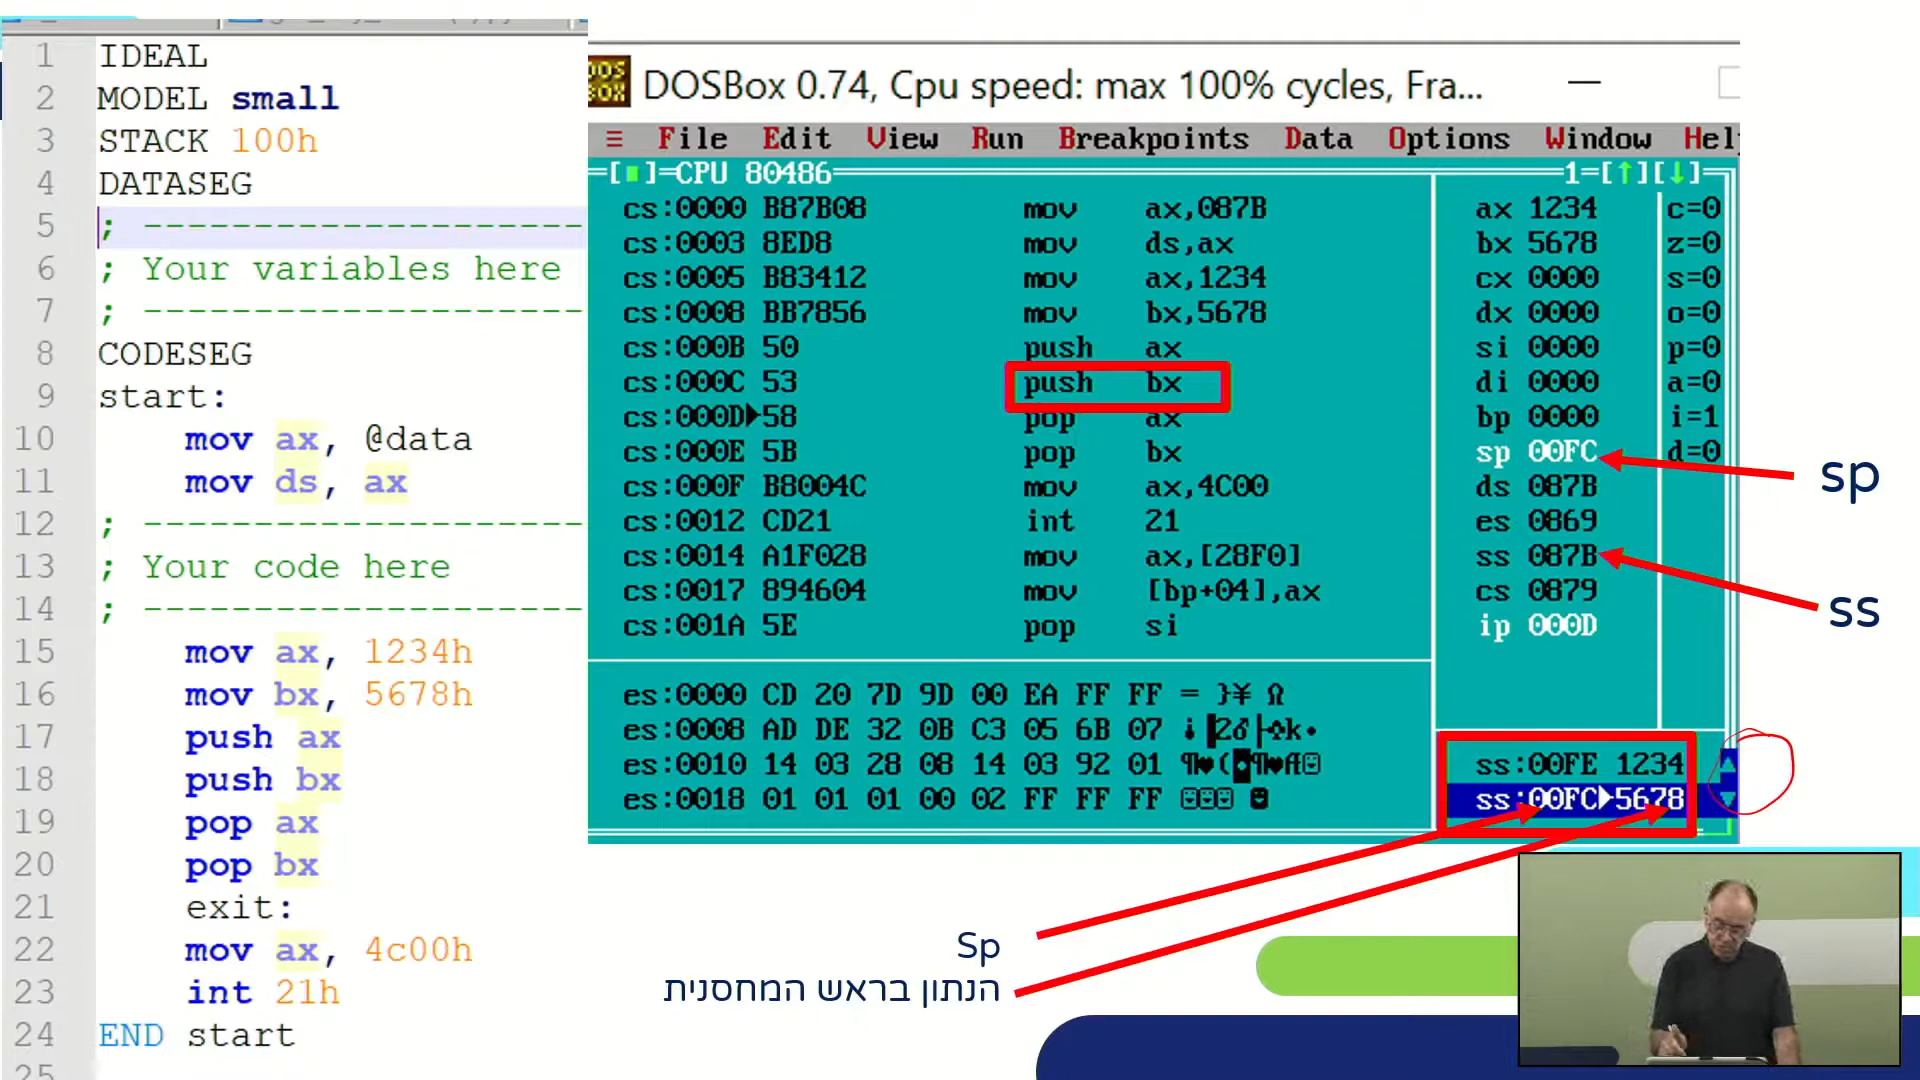 1 IDEAL
2 MODEL small
3 STACK 100h
4 DATASEG
5 ; --------------------
6 ; Your variables here
7 ; --------------------
8 CODESEG
9 start:
10 mov ax, @data
11 mov ds, ax
12 ; --------------------
13 ; Your code here
14 ; --------------------
15 mov ax, 1234h
16 mov bx, 5678h
17 push ax
18 push bx
19 pop ax
20 pop bx
21 exit:
22 mov ax, 4c00h
23 int 21h
24 END start
25
DOS BOX
DOSBox 0.74, Cpu speed: max 100% cycles, Fra...
≡ File Edit View Run Breakpoints Data Options Window Hel
=[■]=CPU 80486 1=[↑][↓]
cs:0000 B87B08 mov ax,087B
cs:0003 8ED8 mov ds,ax
cs:0005 B83412 mov ax,1234
cs:0008 BB7856 mov bx,5678
cs:000B 50 push ax
cs:000C 53 push bx
cs:000D►58 pop ax
cs:000E 5B pop bx
cs:000F B8004C mov ax,4C00
cs:0012 CD21 int 21
cs:0014 A1F028 mov ax,[28F0]
cs:0017 894604 mov [bp+04],ax
cs:001A 5E pop si
ax 1234 c=0
bx 5678 z=0
cx 0000 s=0
dx 0000 o=0
si 0000 p=0
di 0000 a=0
bp 0000 i=1
sp 00FC d=0
ds 087B
es 0869
ss 087B
cs 0879
ip 000D
sp
ss
es:0000 CD 20 7D 9D 00 EA FF FF = }¥ Ω
es:0008 AD DE 32 0B C3 05 6B 07
es:0010 14 03 28 08 14 03 92 01
es:0018 01 01 01 00 02 FF FF FF
ss:00FE 1234
ss:00FC►5678
Sp
הנתון בראש המחסנית